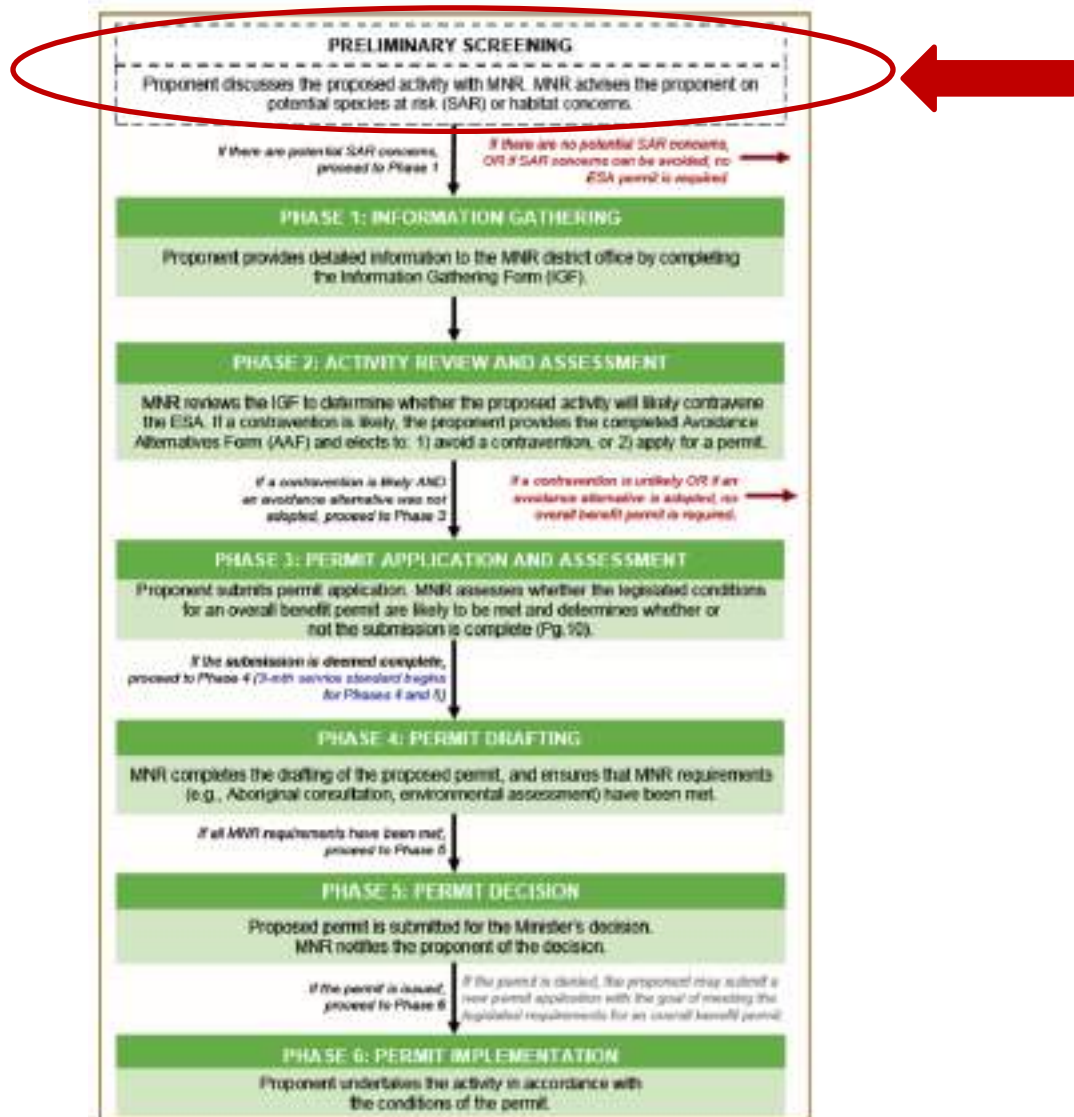 PRELIMINARY SCREENING
Proponent discusses the proposed activity with MNR. MNR advises the proponent on
potential species at risk (SAR) or habitat concerns.
If there are potential SAR concerns,
proceed to Phase 1
If there are no potential SAR concerns,
OR if SAR concerns can be avoided, no
ESA permit is required
PHASE 1: INFORMATION GATHERING
Proponent provides detailed information to the MNR district office by completing
the Information Gathering Form (IGF).
PHASE 2: ACTIVITY REVIEW AND ASSESSMENT
MNR reviews the IGF to determine whether the proposed activity will likely contravene
the ESA. If a contravention is likely, the proponent provides the completed Avoidance
Alternatives Form (AAF) and elects to: 1) avoid a contravention, or 2) apply for a permit.
If a contravention is likely AND
an avoidance alternative was not
adopted, proceed to Phase 3
If a contravention is unlikely OR if an
avoidance alternative is adopted, no
overall benefit permit is required.
PHASE 3: PERMIT APPLICATION AND ASSESSMENT
Proponent submits permit application. MNR assesses whether the legislated conditions
for an overall benefit permit are likely to be met and determines whether or
not the submission is complete (Pg.10).
If the submission is deemed complete,
proceed to Phase 4 (3-mth service standard begins
for Phases 4 and 5)
PHASE 4: PERMIT DRAFTING
MNR completes the drafting of the proposed permit, and ensures that MNR requirements
(e.g., Aboriginal consultation, environmental assessment) have been met.
If all MNR requirements have been met,
proceed to Phase 5
PHASE 5: PERMIT DECISION
Proposed permit is submitted for the Minister's decision.
MNR notifies the proponent of the decision.
If the permit is issued,
proceed to Phase 6
If the permit is denied, the proponent may submit a
new permit application with the goal of meeting the
legislated requirements for an overall benefit permit
PHASE 6: PERMIT IMPLEMENTATION
Proponent undertakes the activity in accordance with
the conditions of the permit.